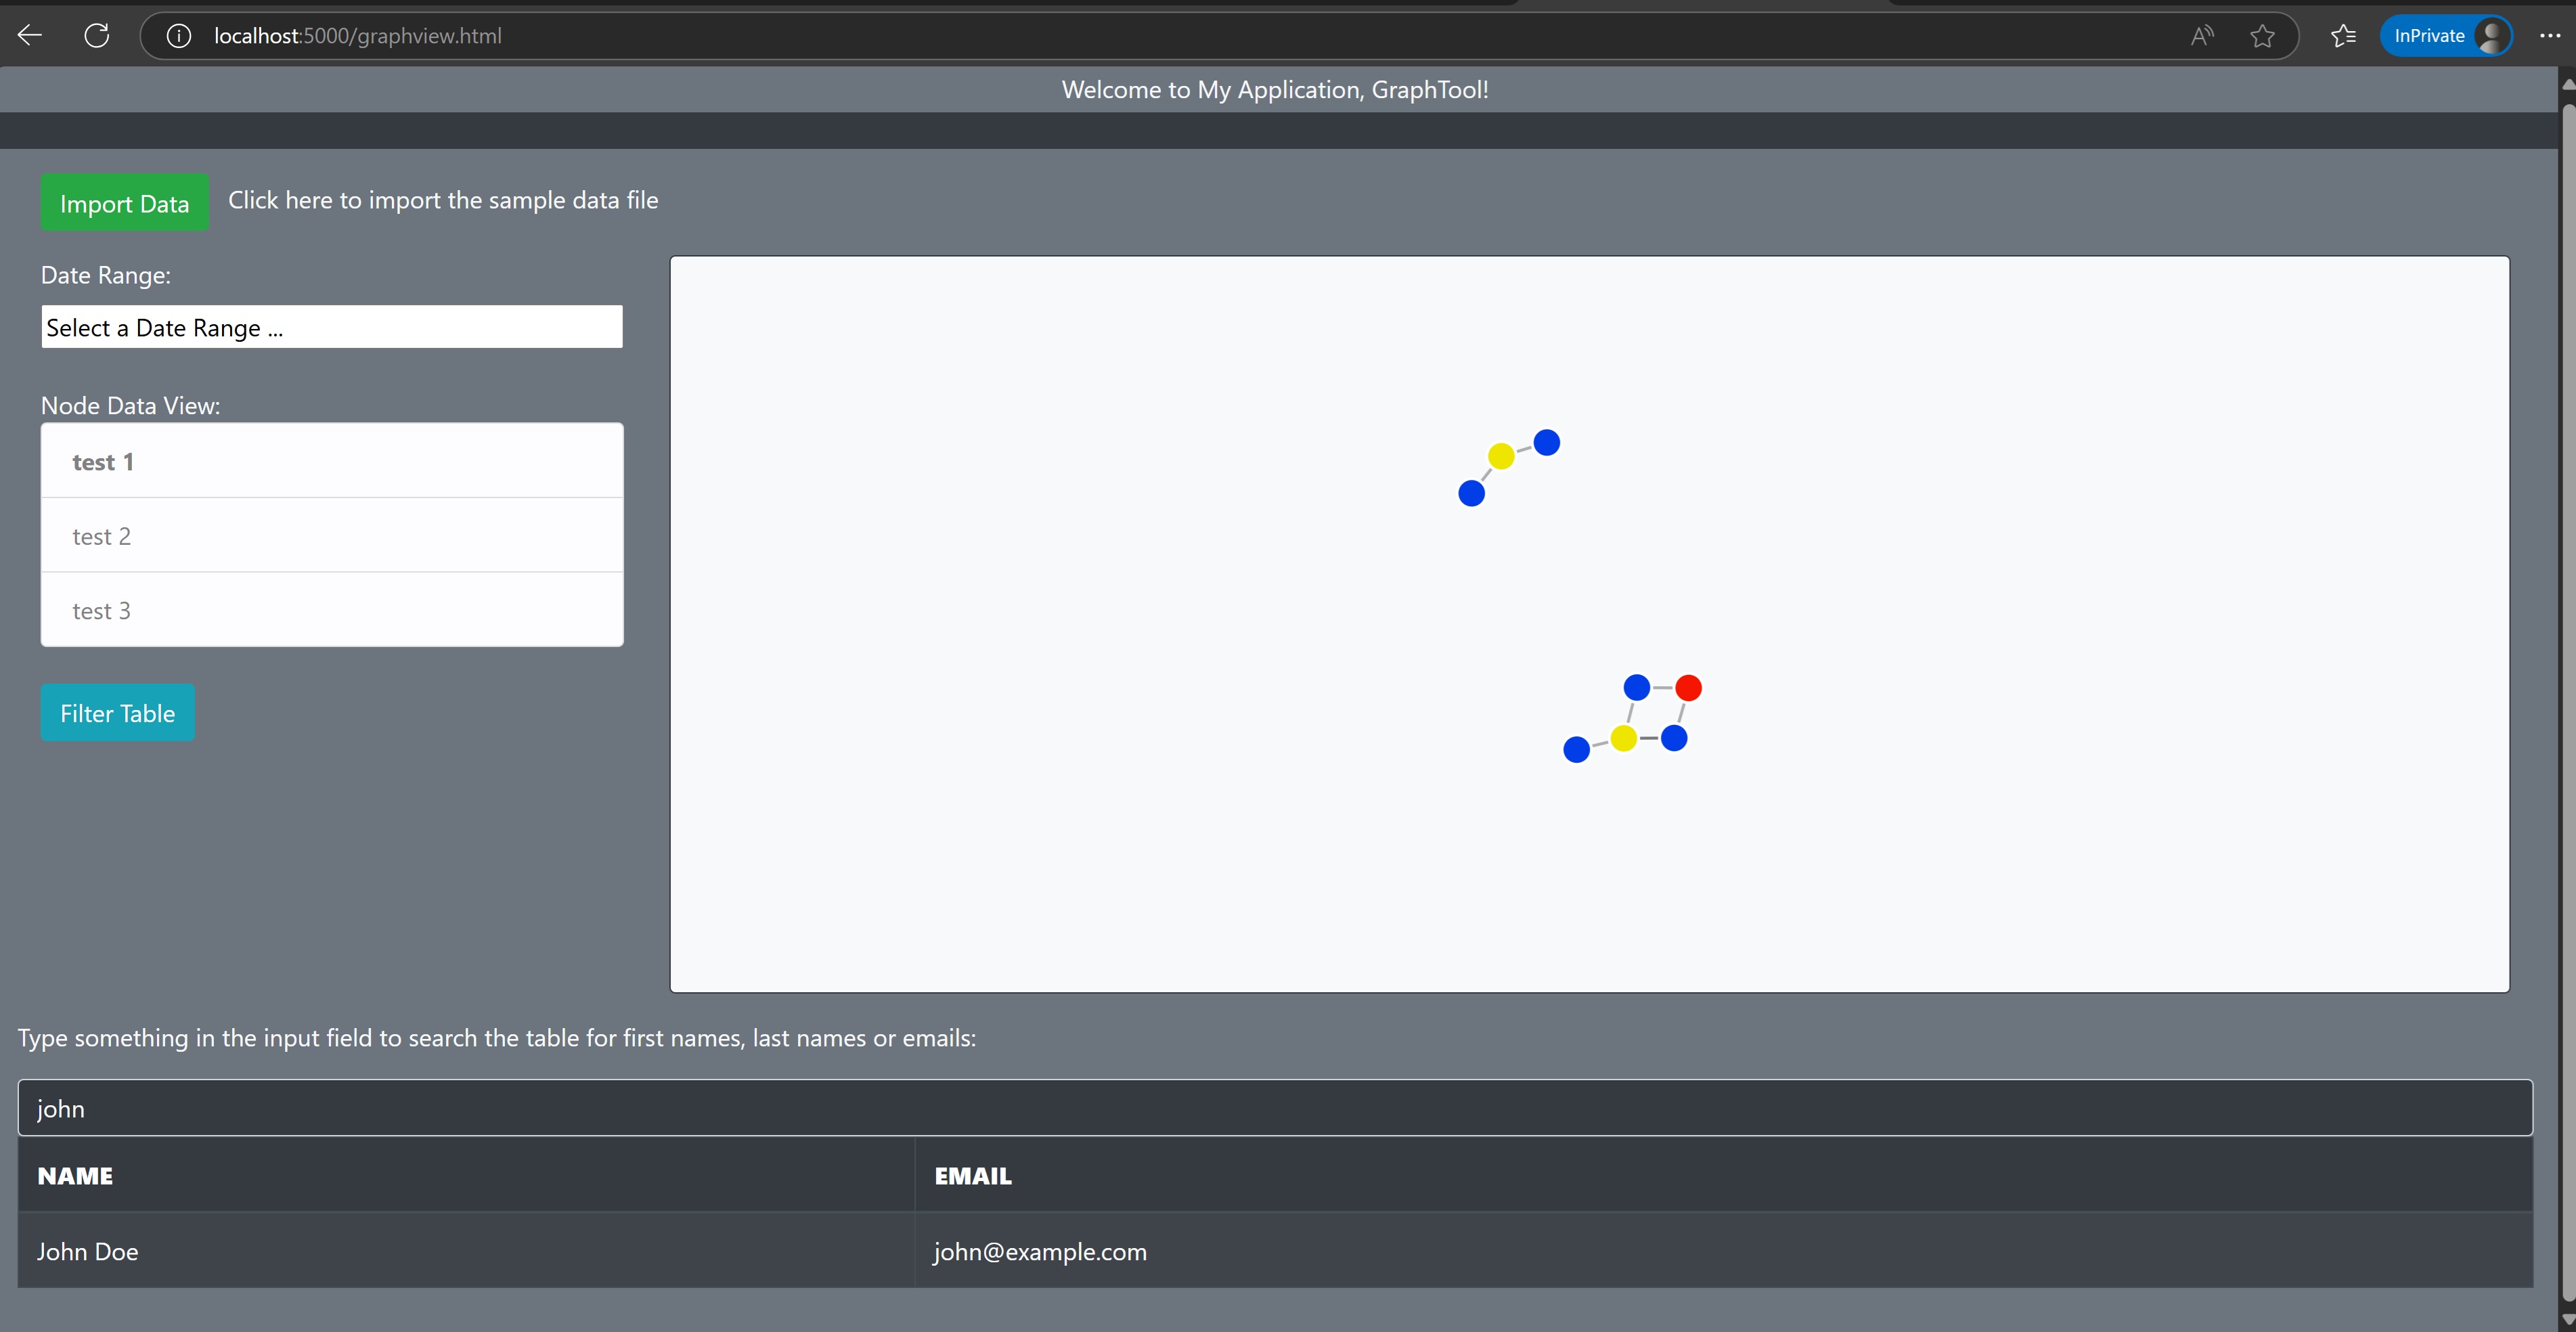 localhost:5000/graphview.html
InPrivate
Welcome to My Application, GraphTool!
Import Data Click here to import the sample data file
Date Range:
Select a Date Range ...
Node Data View:
test 1
test 2
test 3
Filter Table
Type something in the input field to search the table for first names, last names or emails:
john
NAME EMAIL
John Doe john@example.com